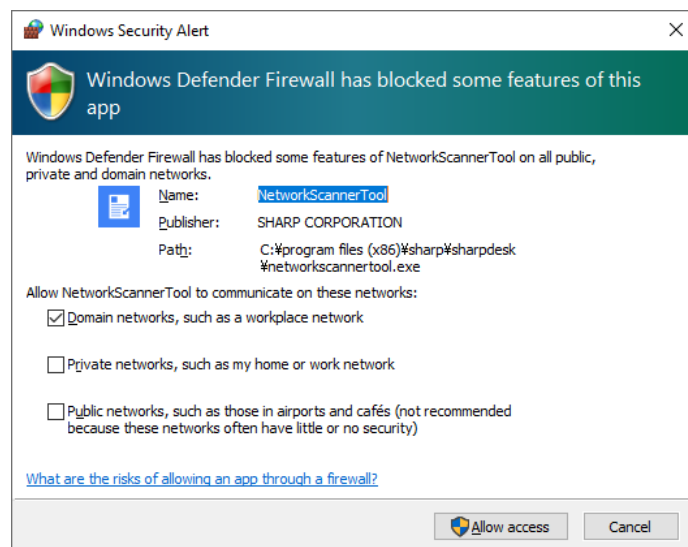 Windows Security Alert
Windows Defender Firewall has blocked some features of this
app
Windows Defender Firewall has blocked some features of NetworkScannerTool on all public,
private and domain networks.
Name: NetworkScannerTool
Publisher: SHARP CORPORATION
Path: C:¥program files (x86)¥sharp¥sharpdesk
¥networkscannertool.exe
Allow NetworkScannerTool to communicate on these networks:
Domain networks, such as a workplace network
Private networks, such as my home or work network
Public networks, such as those in airports and cafés (not recommended
because these networks often have little or no security)
What are the risks of allowing an app through a firewall?
Allow access Cancel